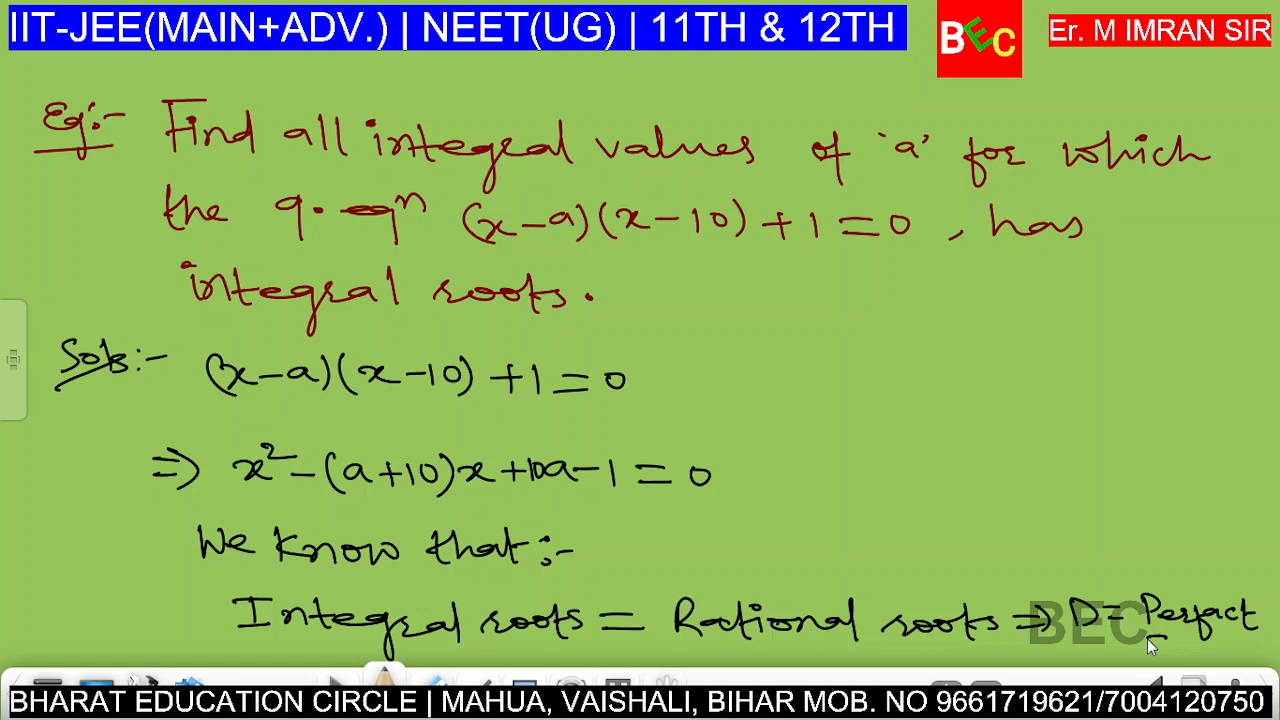 IIT-JEE(MAIN+ADV.) | NEET(UG) | 11TH & 12TH
BEC
Er. M IMRAN SIR
Eg:- Find all integral values of 'a' for which
the q. eqⁿ (x-a)(x-10)+1=0, has
integral roots.
Solⁿ:- (x-a)(x-10)+1=0
⇒ x²-(a+10)x+10a-1=0
We know that:-
Integral roots = Rational roots ⇒ D= Perfact
BEC
BHARAT EDUCATION CIRCLE | MAHUA, VAISHALI, BIHAR MOB. NO 9661719621/7004120750